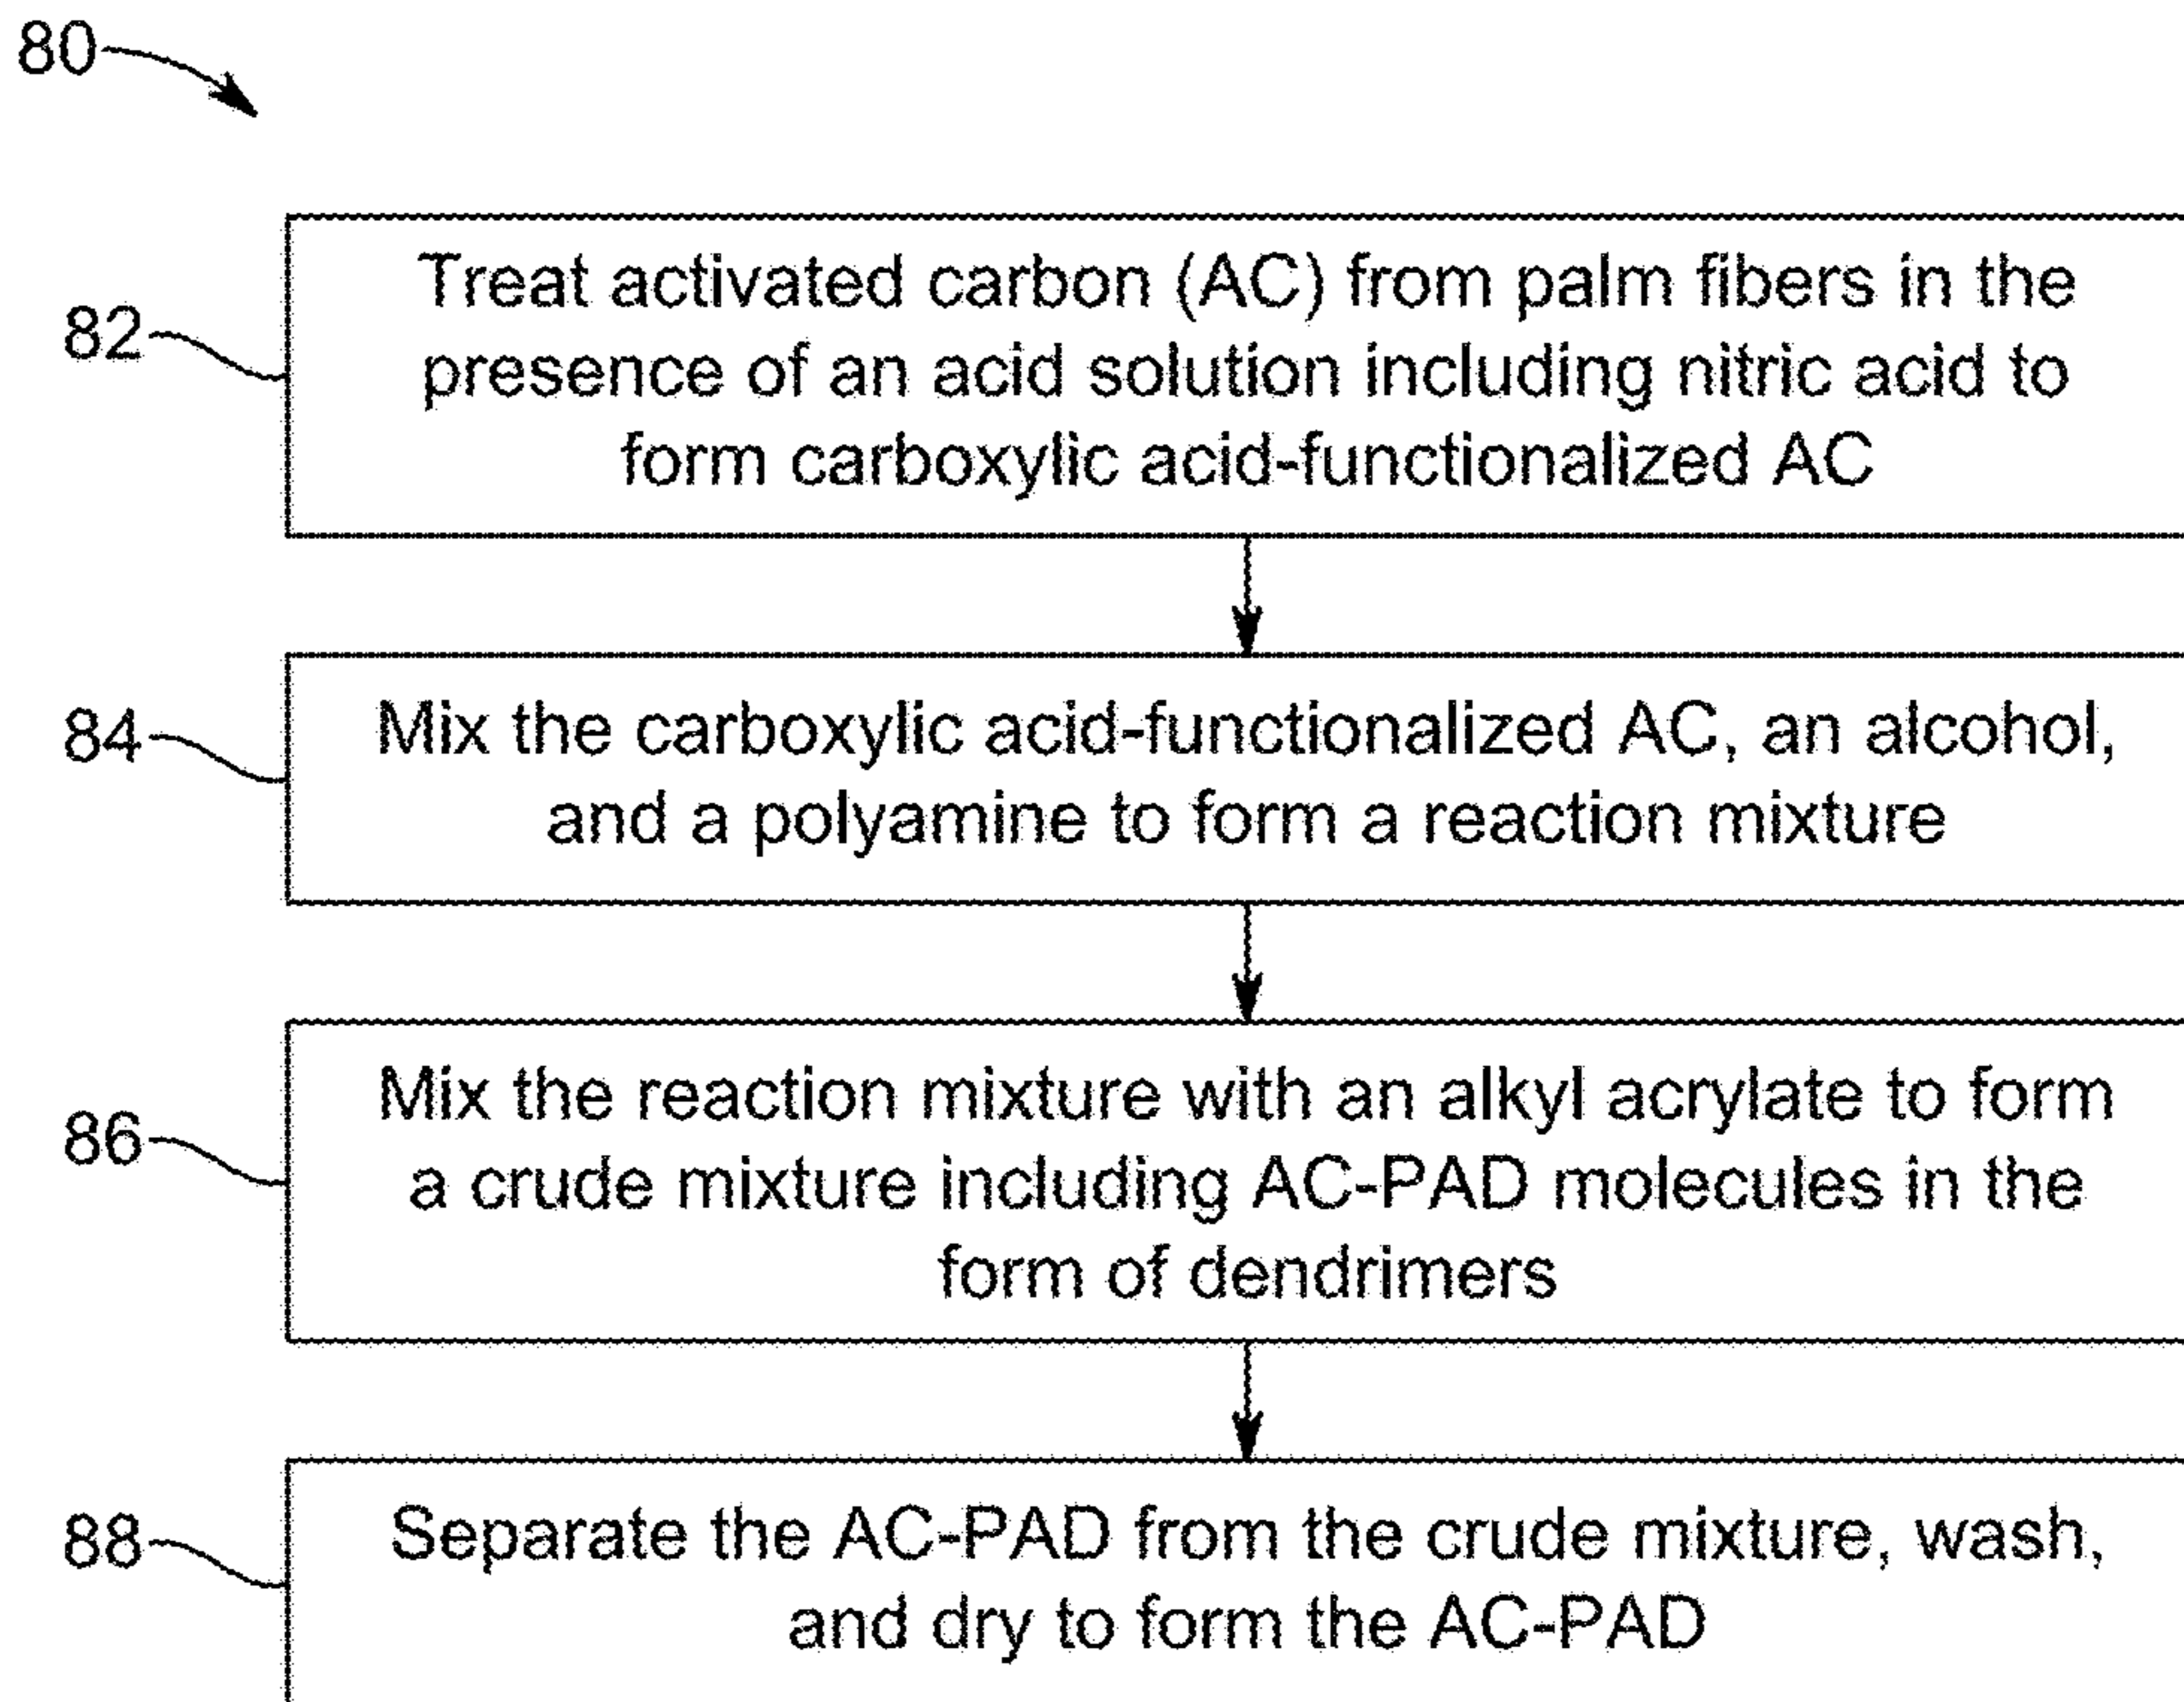 80
82
Treat activated carbon (AC) from palm fibers in the
presence of an acid solution including nitric acid to
form carboxylic acid-functionalized AC
84
Mix the carboxylic acid-functionalized AC, an alcohol,
and a polyamine to form a reaction mixture
86
Mix the reaction mixture with an alkyl acrylate to form
a crude mixture including AC-PAD molecules in the
form of dendrimers
88
Separate the AC-PAD from the crude mixture, wash,
and dry to form the AC-PAD